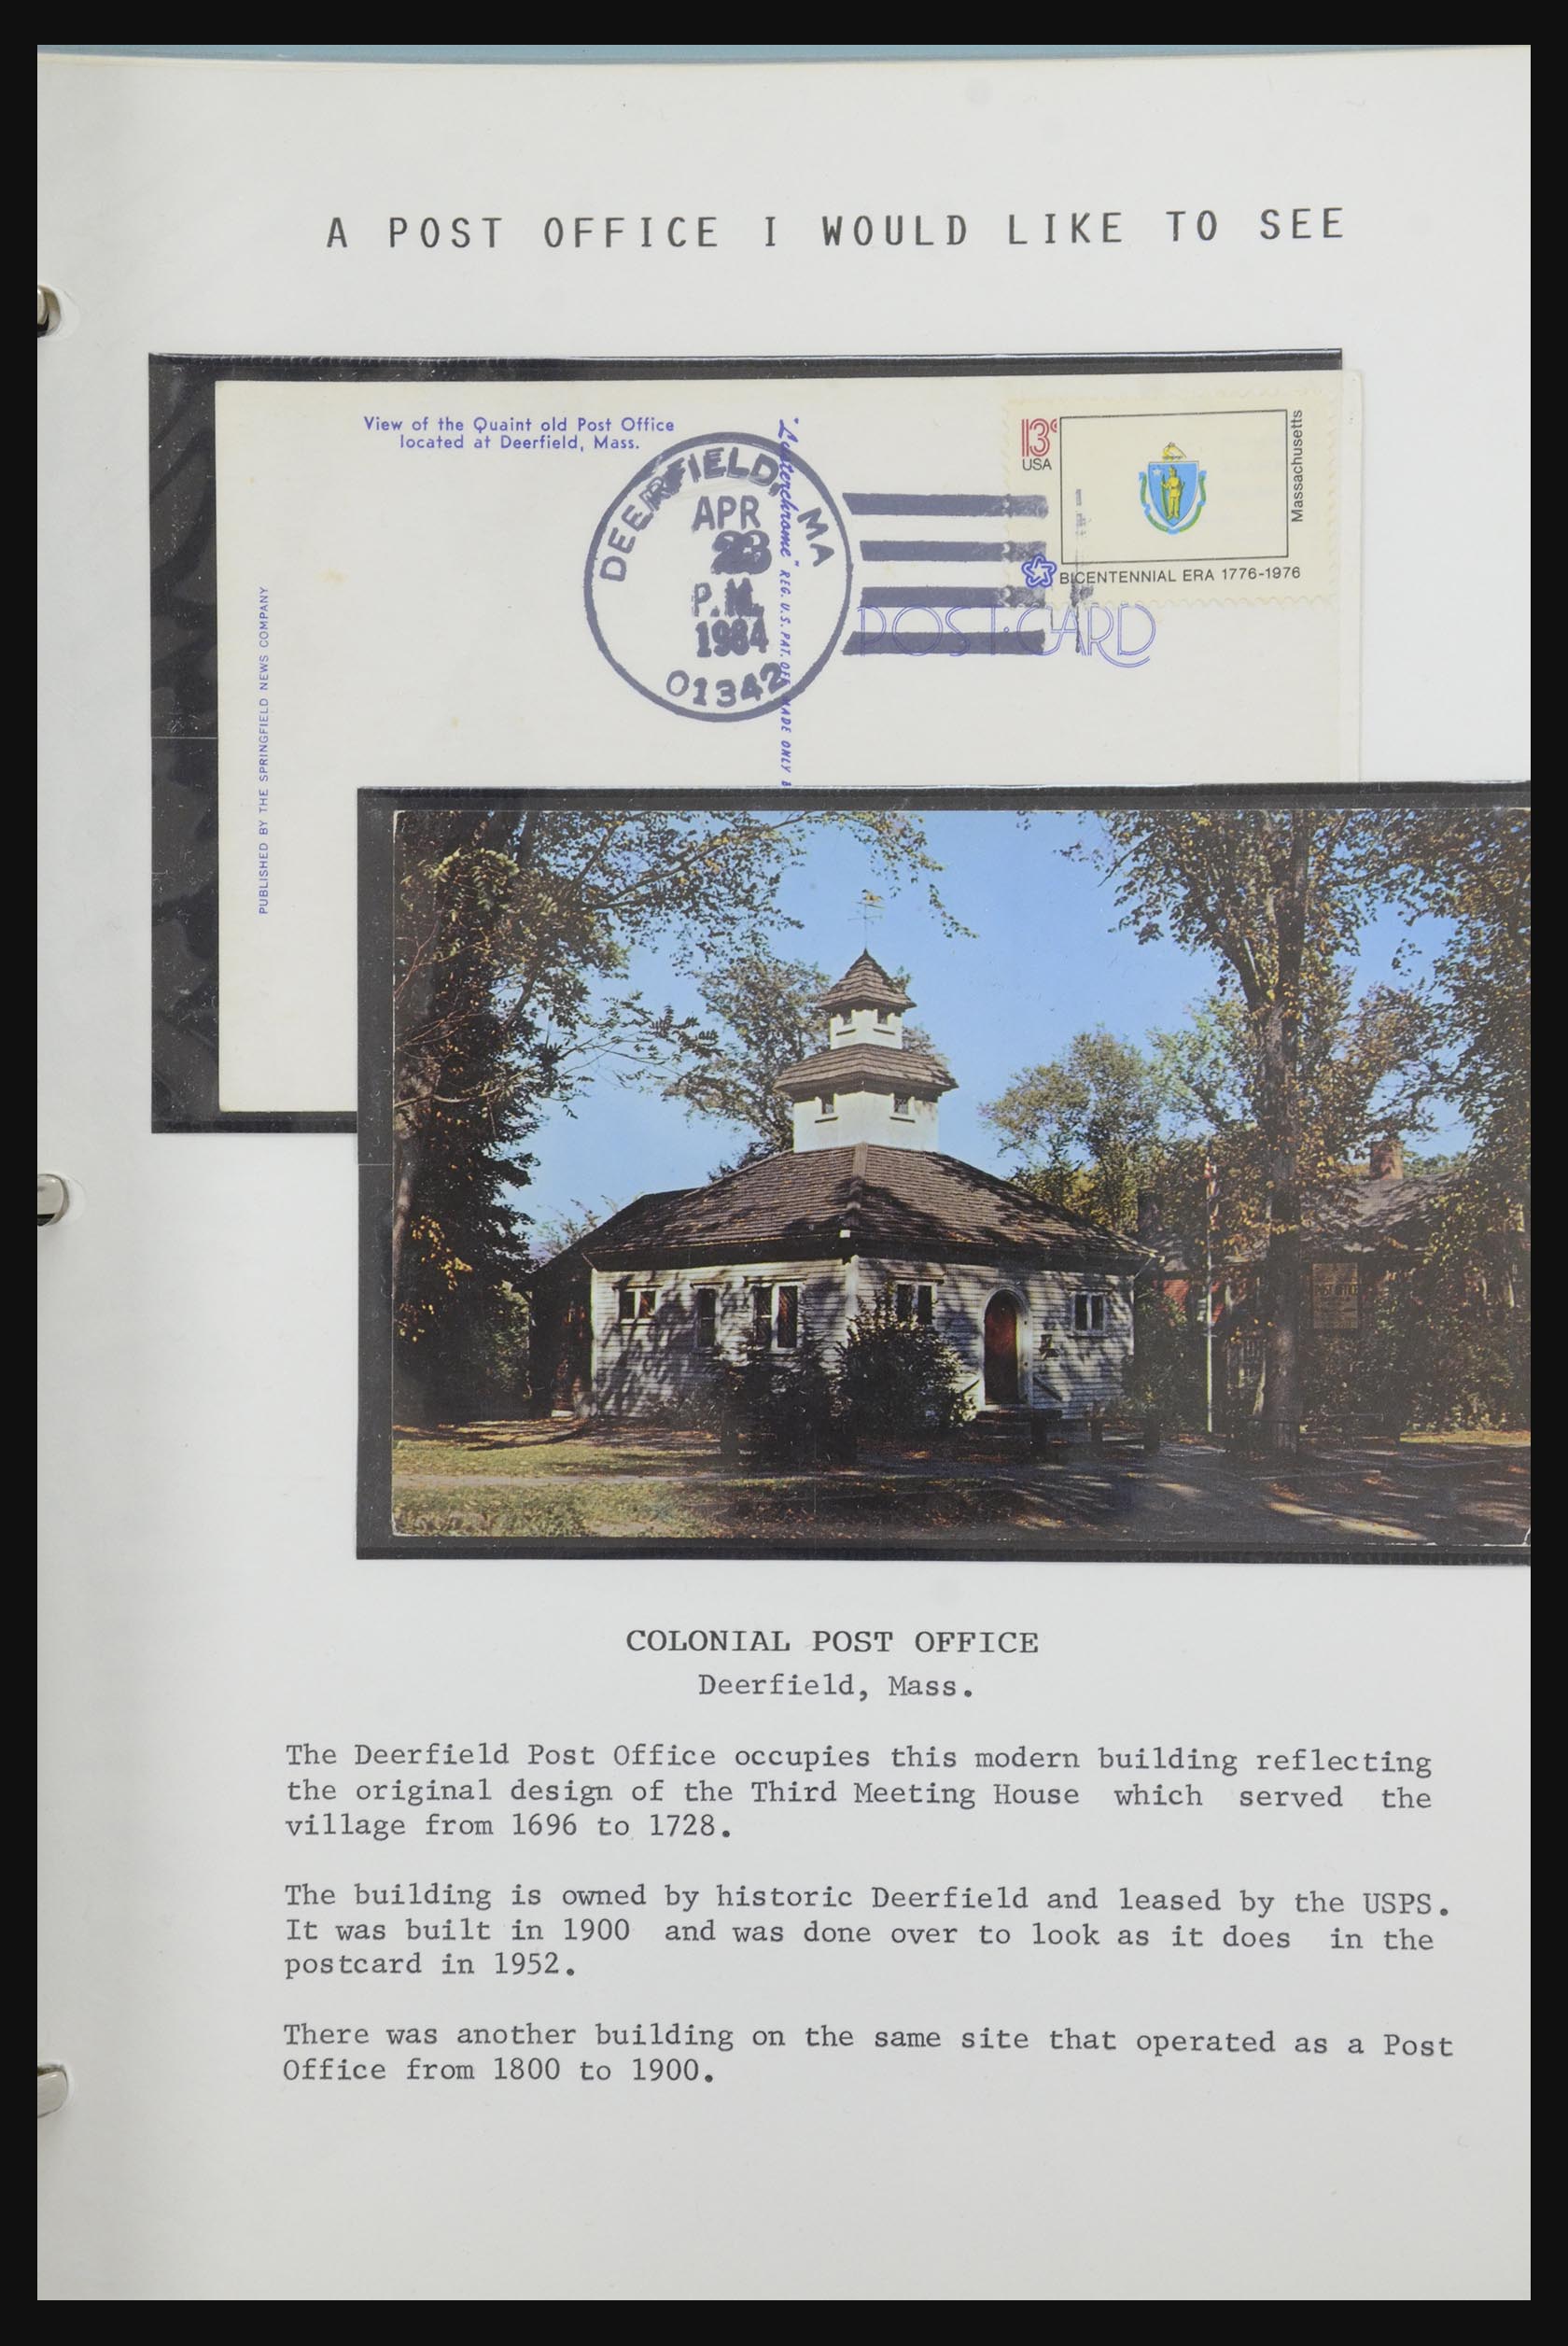 A POST OFFICE I WOULD LIKE TO SEE
View of the Quaint old Post Office
located at Deerfield, Mass.
"Lusterchrome" REG. U.S. PAT. OFF. MADE ONLY
PUBLISHED BY THE SPRINGFIELD NEWS COMPANY
DEERFIELD, MA
APR
23
P.M.
1984
01342
13c
USA
Massachusetts
BICENTENNIAL ERA 1776-1976
POST CARD
COLONIAL POST OFFICE
Deerfield, Mass.
The Deerfield Post Office occupies this modern building reflecting
the original design of the Third Meeting House which served the
village from 1696 to 1728.
The building is owned by historic Deerfield and leased by the USPS.
It was built in 1900 and was done over to look as it does in the
postcard in 1952.
There was another building on the same site that operated as a Post
Office from 1800 to 1900.